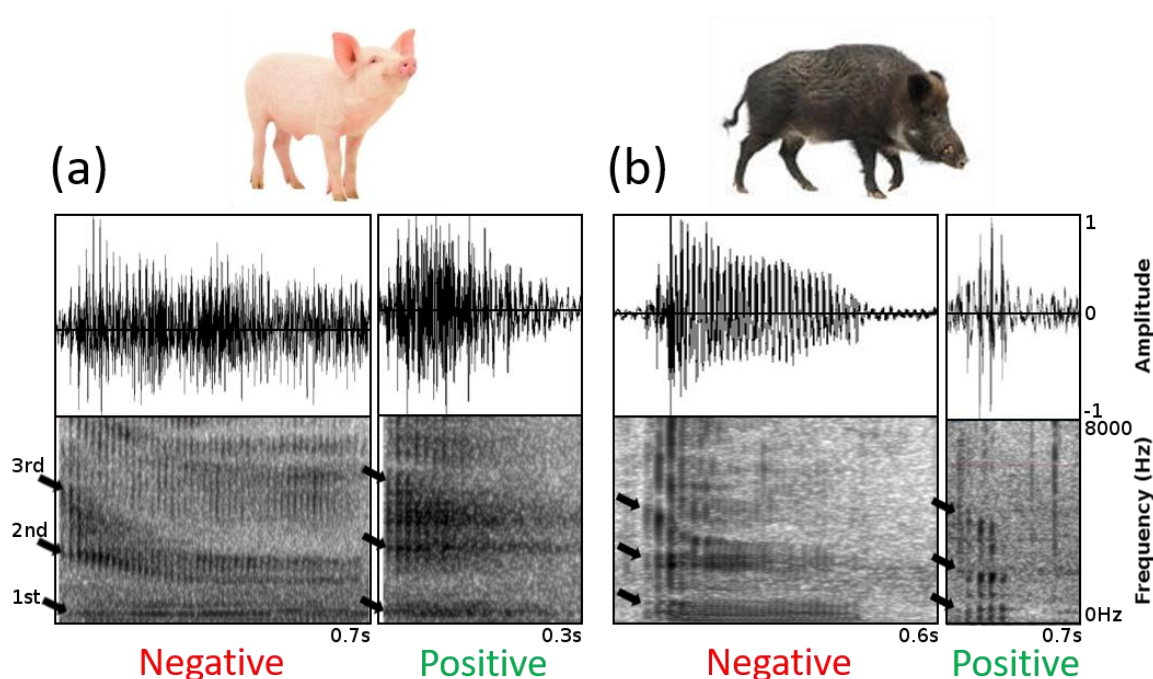 (a)
(b)
1
0
-1
Amplitude
8000
0Hz
Frequency (Hz)
3rd
2nd
1st
0.7s
0.3s
0.6s
0.7s
Negative
Positive
Negative
Positive